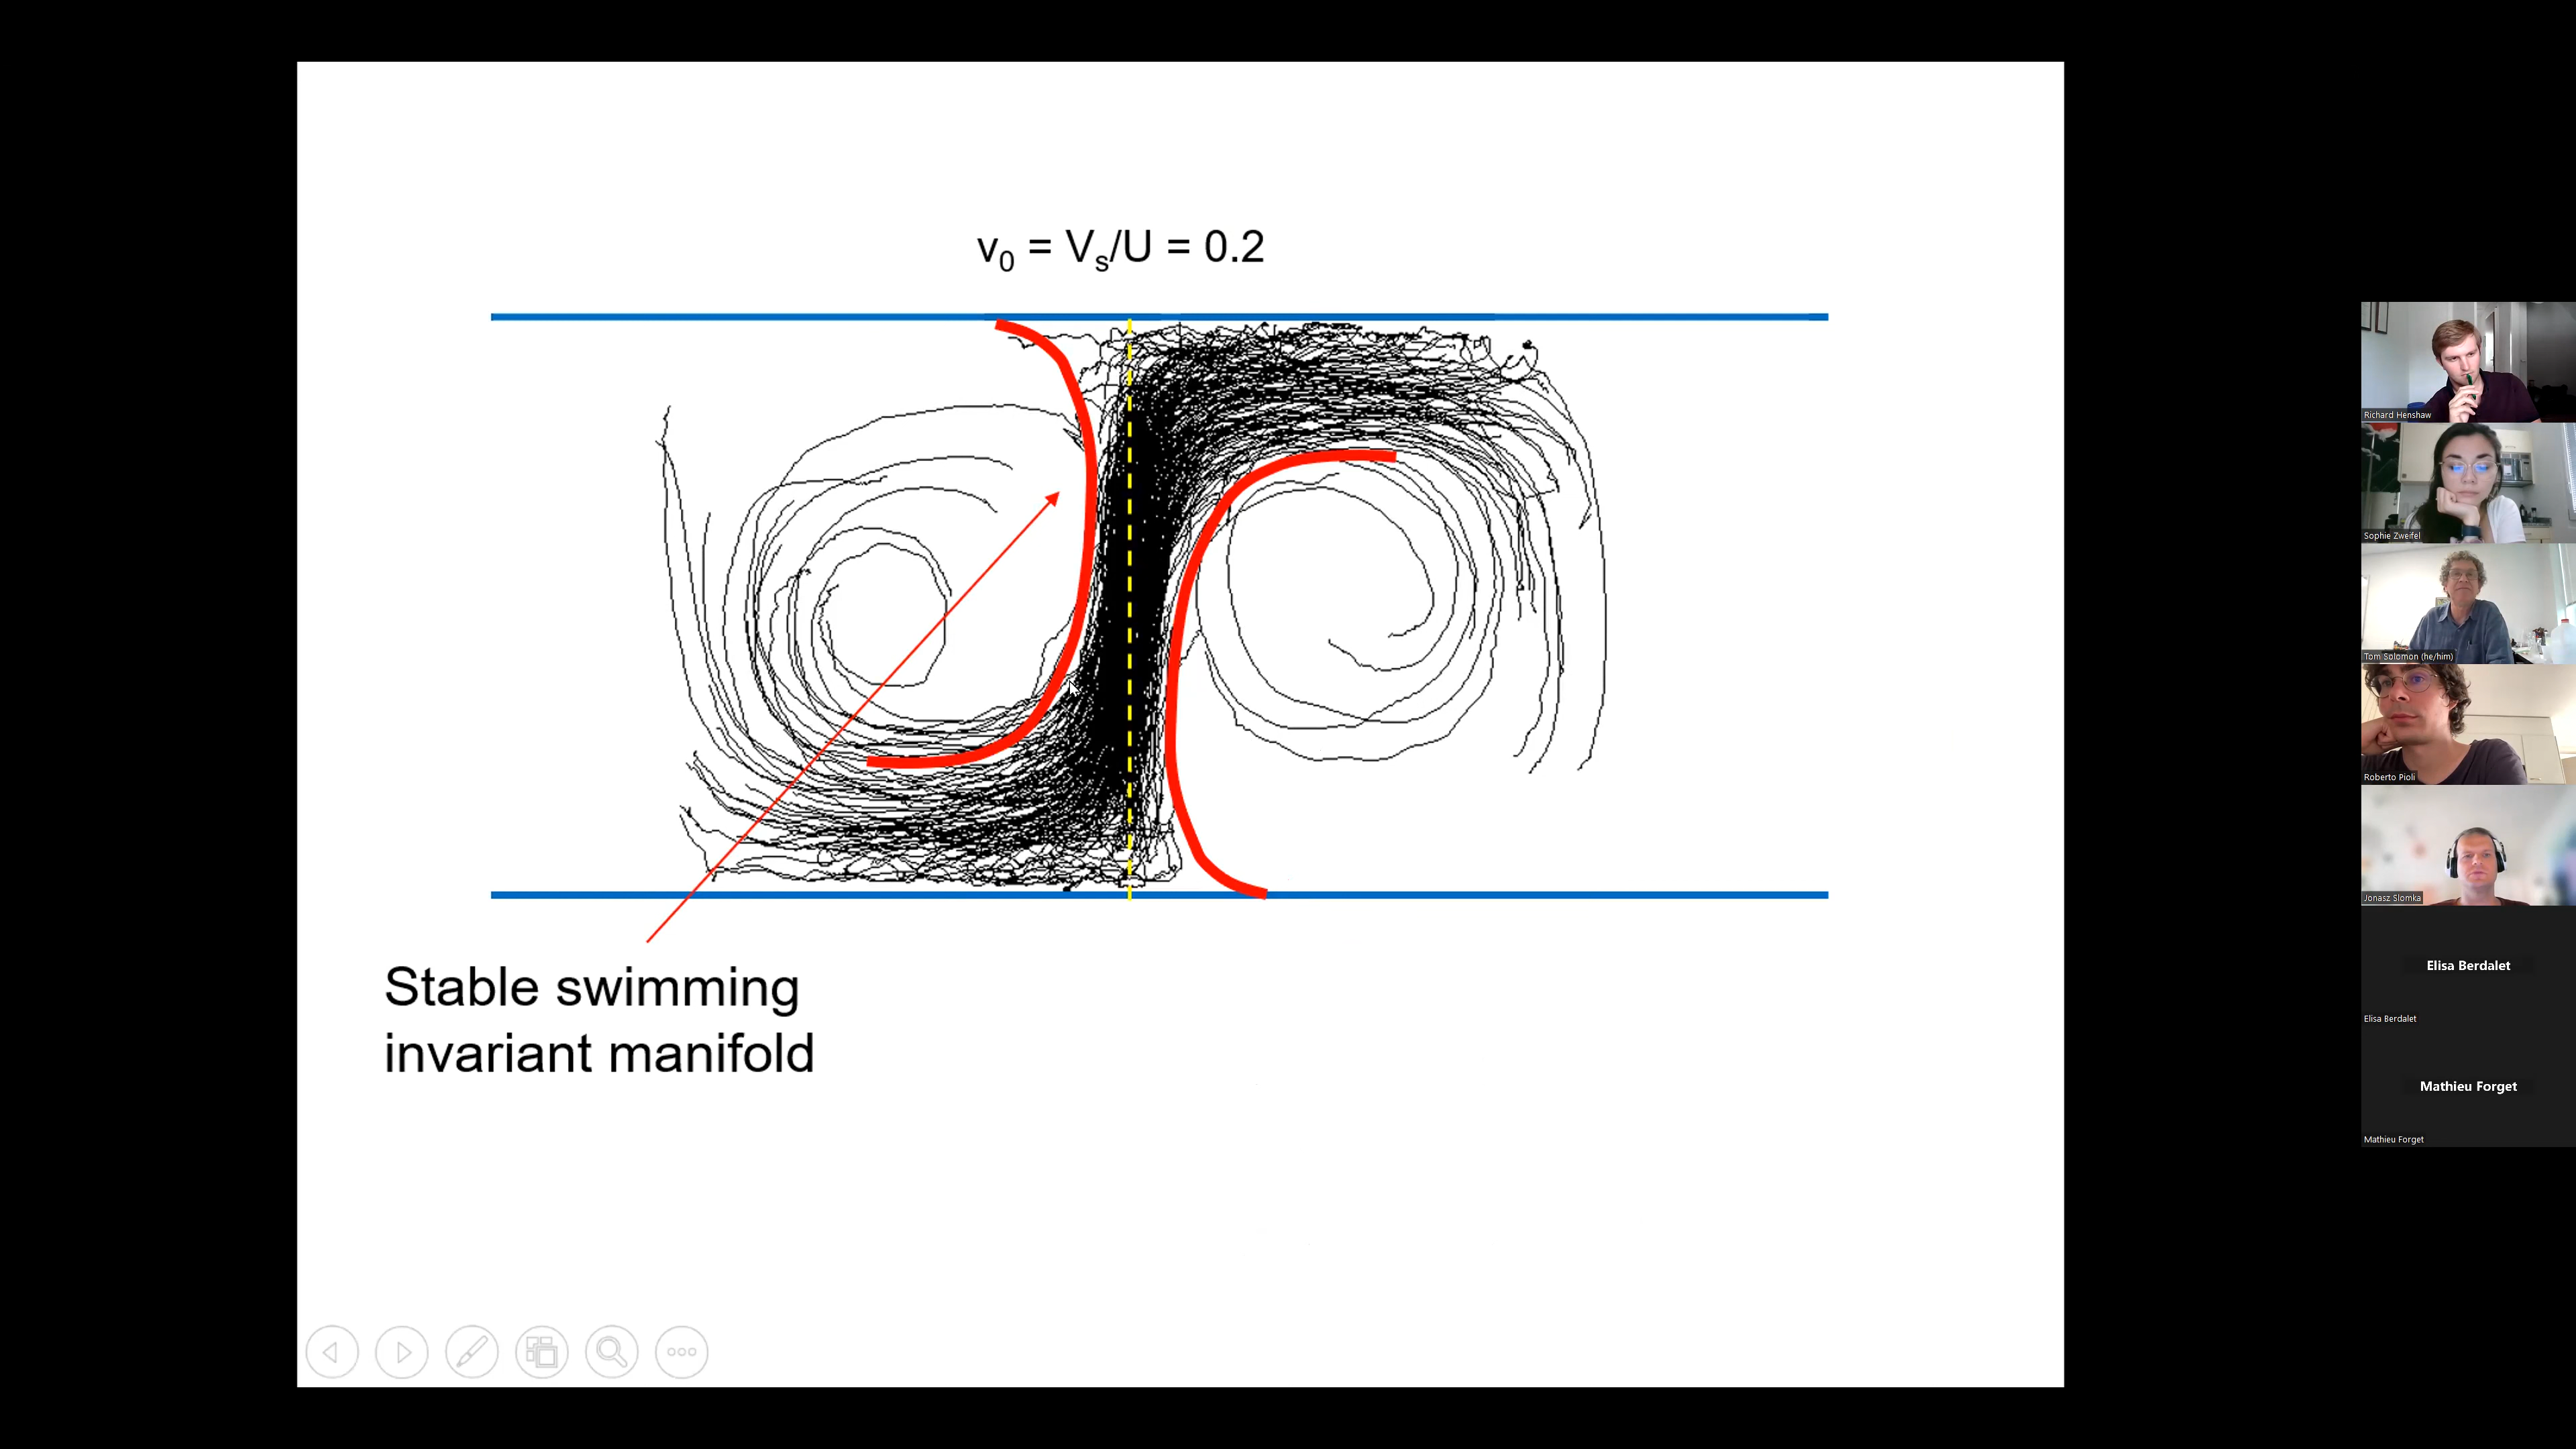 v₀ = Vₛ/U = 0.2
Stable swimming
invariant manifold
Richard Henshaw
Sophie Zweifel
Tom Solomon (he/him)
Roberto Pioli
Jonasz Slomka
Elisa Berdalet
Elisa Berdalet
Mathieu Forget
Mathieu Forget